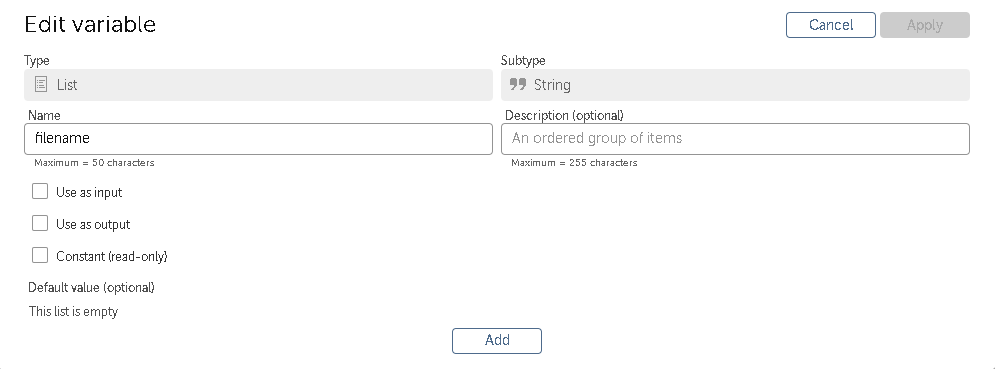 Edit variable
Cancel
Apply
Type
Subtype
List
String
Name
Description (optional)
filename
An ordered group of items
Maximum = 50 characters
Maximum = 255 characters
Use as input
Use as output
Constant (read-only)
Default value (optional)
This list is empty
Add